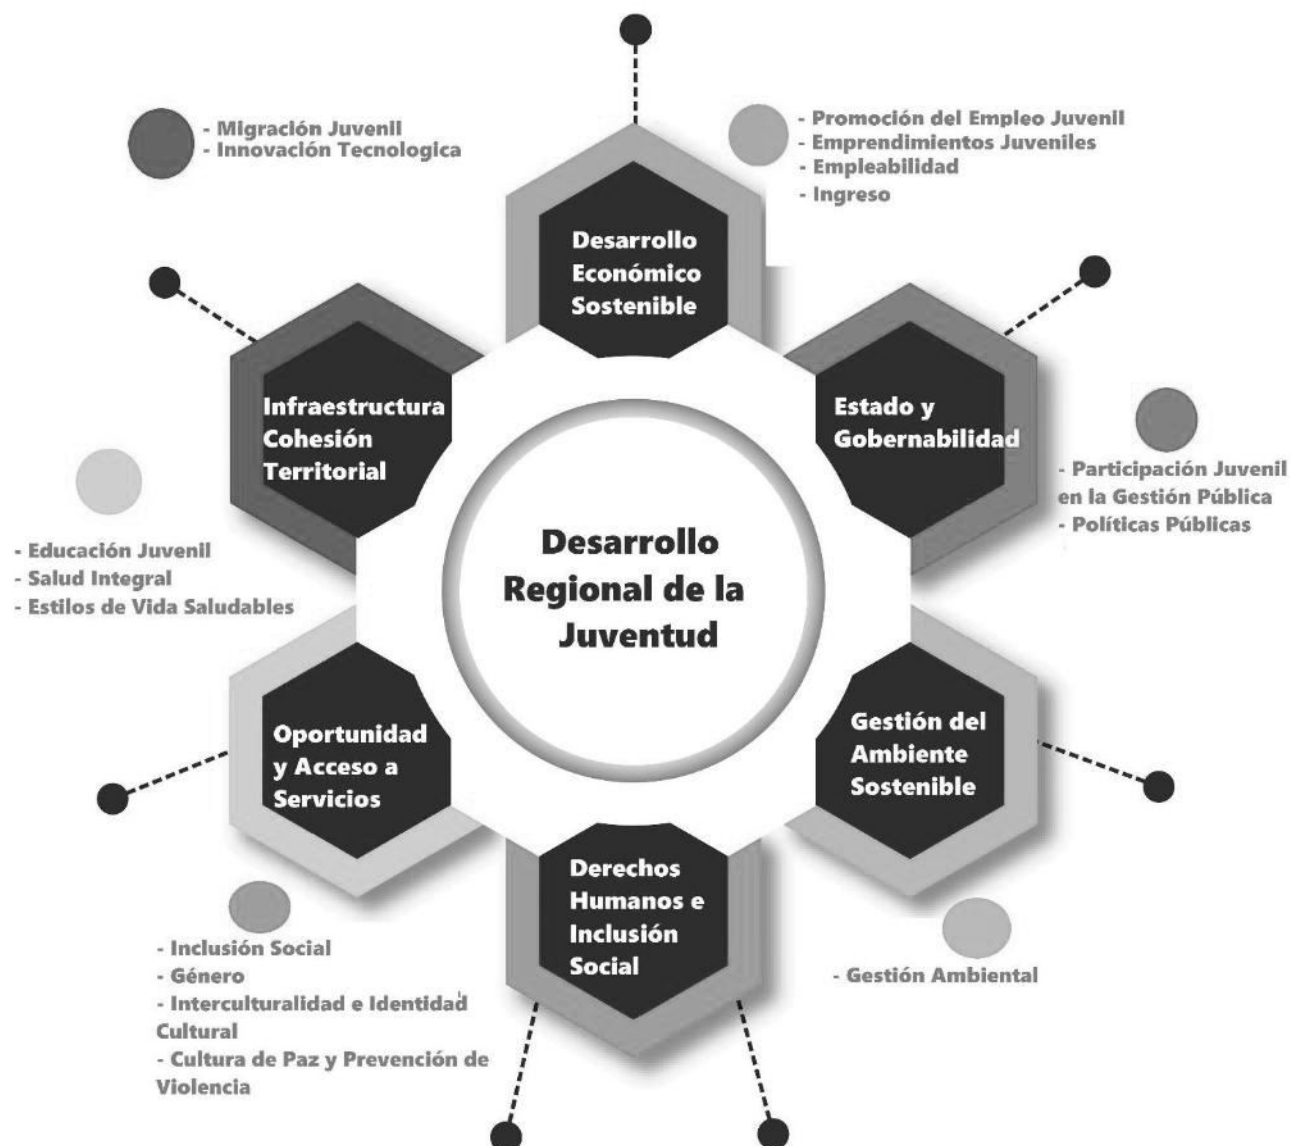 - Migración Juvenil
- Innovación Tecnologica
- Promoción del Empleo Juvenil
- Emprendimientos Juveniles
- Empleabilidad
- Ingreso
Desarrollo
Económico
Sostenible
Infraestructura
Cohesión
Territorial
Estado y
Gobernabilidad
- Participación Juvenil
en la Gestión Pública
- Políticas Públicas
- Educación Juvenil
- Salud Integral
- Estilos de Vida Saludables
Desarrollo
Regional de la
Juventud
Oportunidad
y Acceso a
Servicios
Gestión del
Ambiente
Sostenible
Derechos
Humanos e
Inclusión
Social
- Inclusión Social
- Género
- Interculturalidad e Identidad
Cultural
- Cultura de Paz y Prevención de
Violencia
- Gestión Ambiental